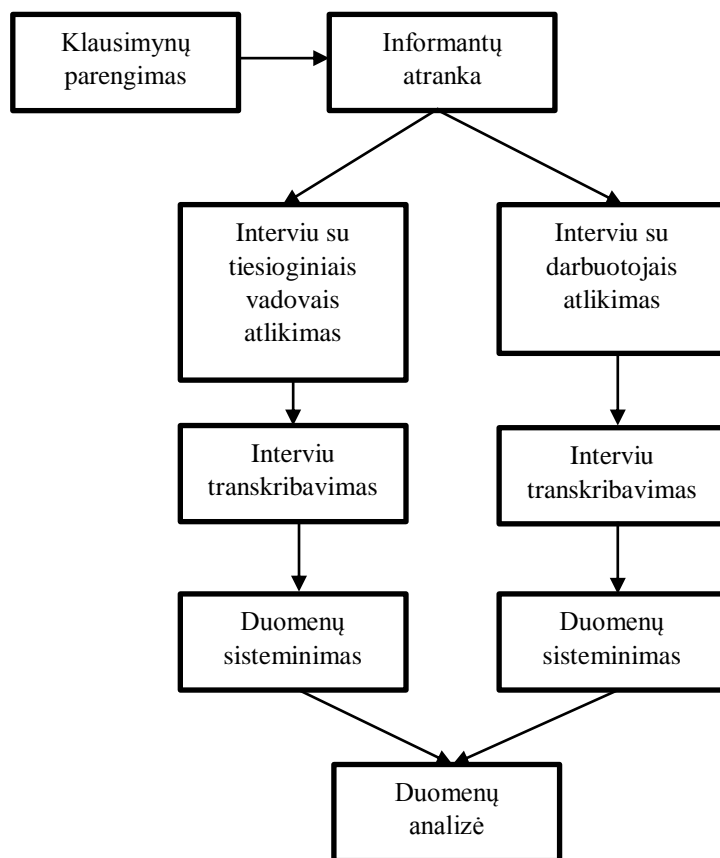 Klausimynų
parengimas
Informantų
atranka
Interviu su
tiesioginiais
vadovais
atlikimas
Interviu su
darbuotojais
atlikimas
Interviu
transkribavimas
Interviu
transkribavimas
Duomenų
sisteminimas
Duomenų
sisteminimas
Duomenų
analizė